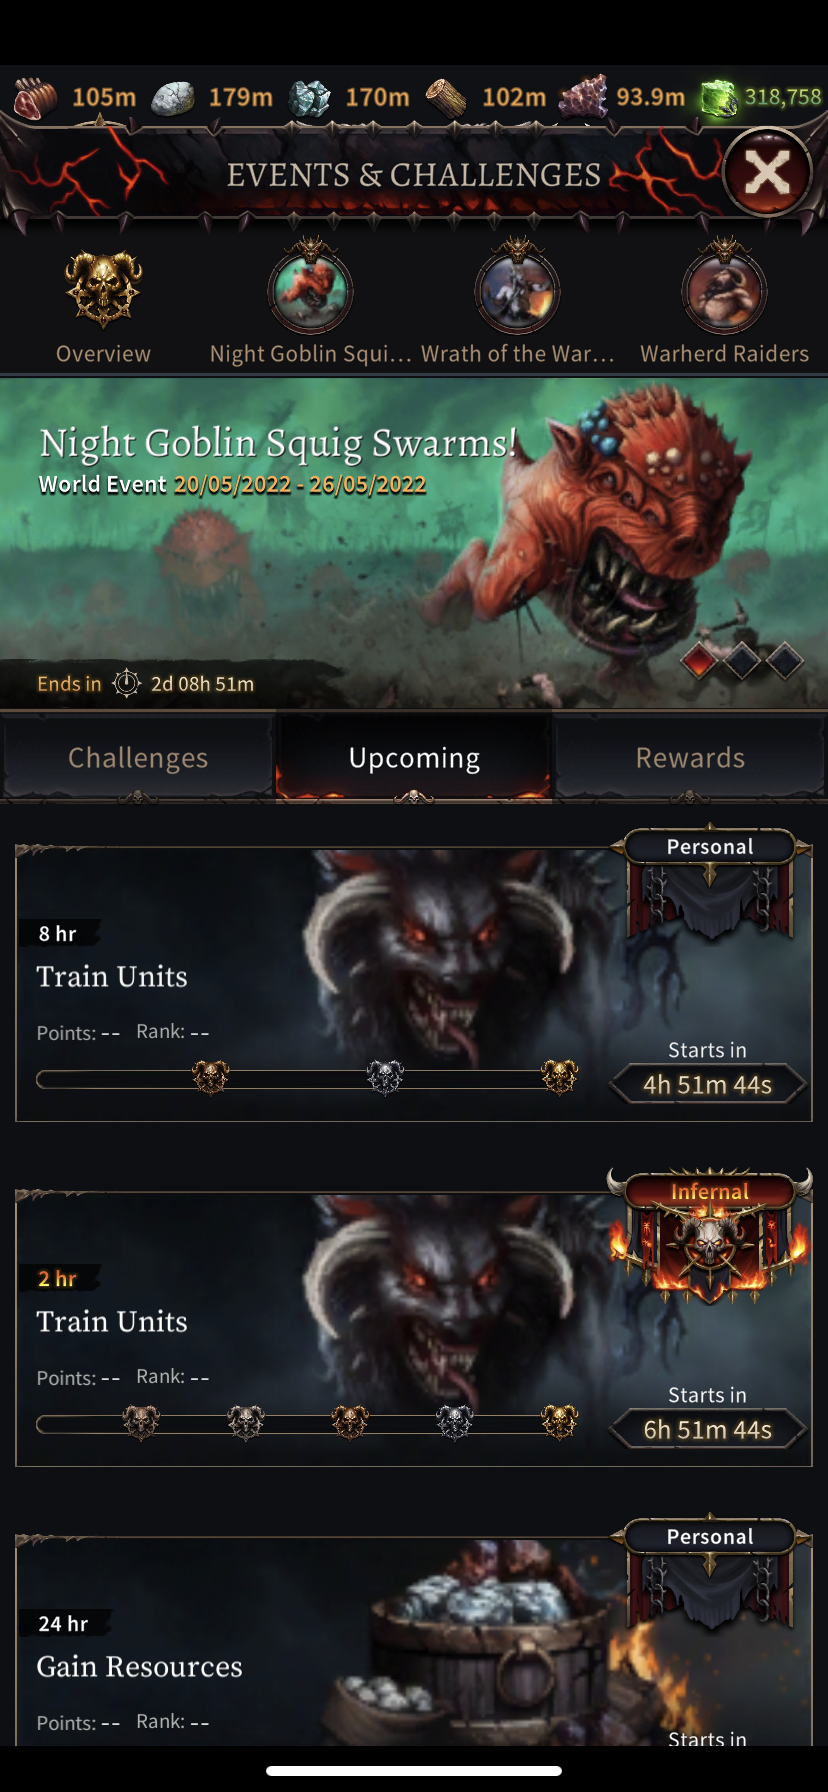 105m 179m 170m 102m 93.9m 318,758
EVENTS & CHALLENGES
Overview Night Goblin Squi... Wrath of the War... Warherd Raiders
Night Goblin Squig Swarms!
World Event 20/05/2022 - 26/05/2022
Ends in 2d 08h 51m
Challenges Upcoming Rewards
Personal
8 hr
Train Units
Points: -- Rank: --
Starts in
4h 51m 44s
Infernal
2 hr
Train Units
Points: -- Rank: --
Starts in
6h 51m 44s
Personal
24 hr
Gain Resources
Points: -- Rank: --
Starts in